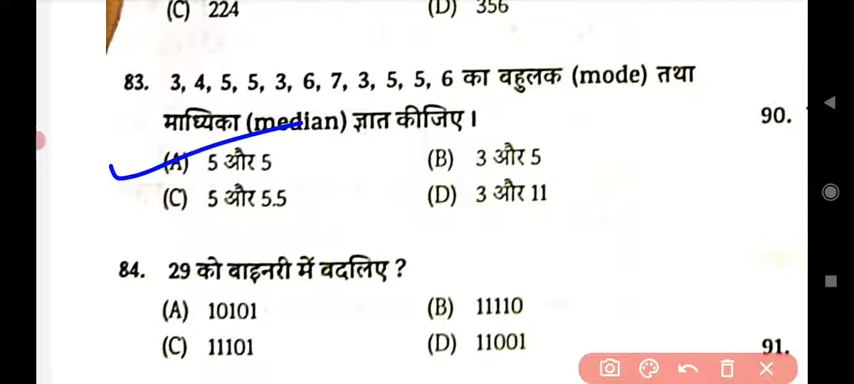 (C) 224 (D) 356
83. 3, 4, 5, 5, 3, 6, 7, 3, 5, 5, 6 का वहुलक (mode) तथा
माध्यिका (median) ज्ञात कीजिए।
90.
(A) 5 और 5 (B) 3 और 5
(C) 5 और 5.5 (D) 3 और 11
84. 29 को बाइनरी में वदलिए ?
(A) 10101 (B) 11110
(C) 11101 (D) 11001
91.